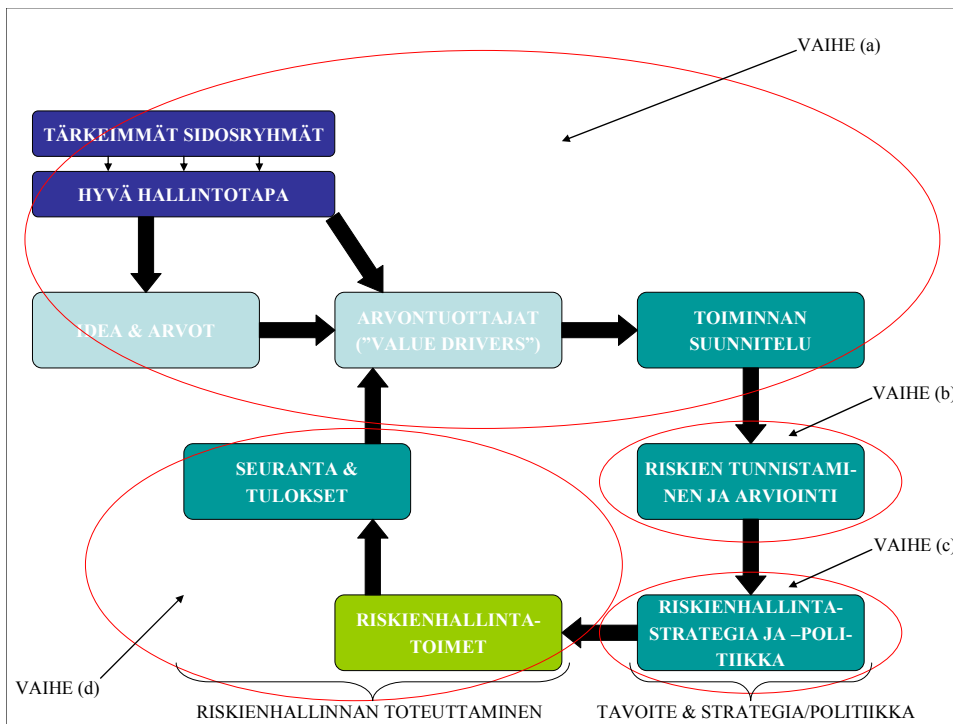 VAIHE (a)
TÄRKEIMMÄT SIDOSRYHMÄT
HYVÄ HALLINTOTAPA
IDEA & ARVOT
ARVONTUOTTAJAT
("VALUE DRIVERS")
TOIMINNAN
SUUNNITELU
VAIHE (b)
SEURANTA &
TULOKSET
RISKIEN TUNNISTAMI-
NEN JA ARVIOINTI
VAIHE (c)
RISKIENHALLINTA-
TOIMET
RISKIENHALLINTA-
STRATEGIA JA –POLI-
TIIKKA
VAIHE (d)
RISKIENHALLINNAN TOTEUTTAMINEN
TAVOITE & STRATEGIA/POLITIIKKA